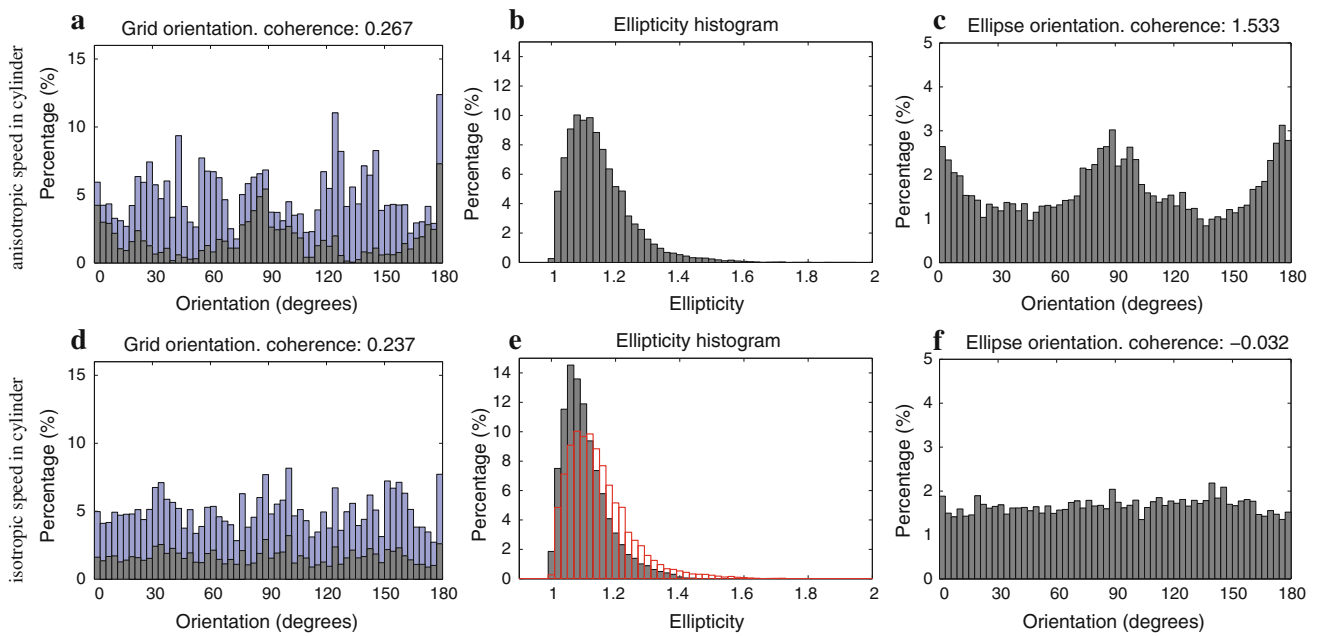 anisotropic speed in cylinder
a
Grid orientation. coherence: 0.267
Percentage (%)
15
10
5
0
0 30 60 90 120 150 180
Orientation (degrees)
b
Ellipticity histogram
Percentage (%)
14
12
10
8
6
4
2
0
1 1.2 1.4 1.6 1.8 2
Ellipticity
c
Ellipse orientation. coherence: 1.533
Percentage (%)
5
4
3
2
1
0
0 30 60 90 120 150 180
Orientation (degrees)
isotropic speed in cylinder
d
Grid orientation. coherence: 0.237
Percentage (%)
15
10
5
0
0 30 60 90 120 150 180
Orientation (degrees)
e
Ellipticity histogram
Percentage (%)
14
12
10
8
6
4
2
0
1 1.2 1.4 1.6 1.8 2
Ellipticity
f
Ellipse orientation. coherence: −0.032
Percentage (%)
5
4
3
2
1
0
0 30 60 90 120 150 180
Orientation (degrees)